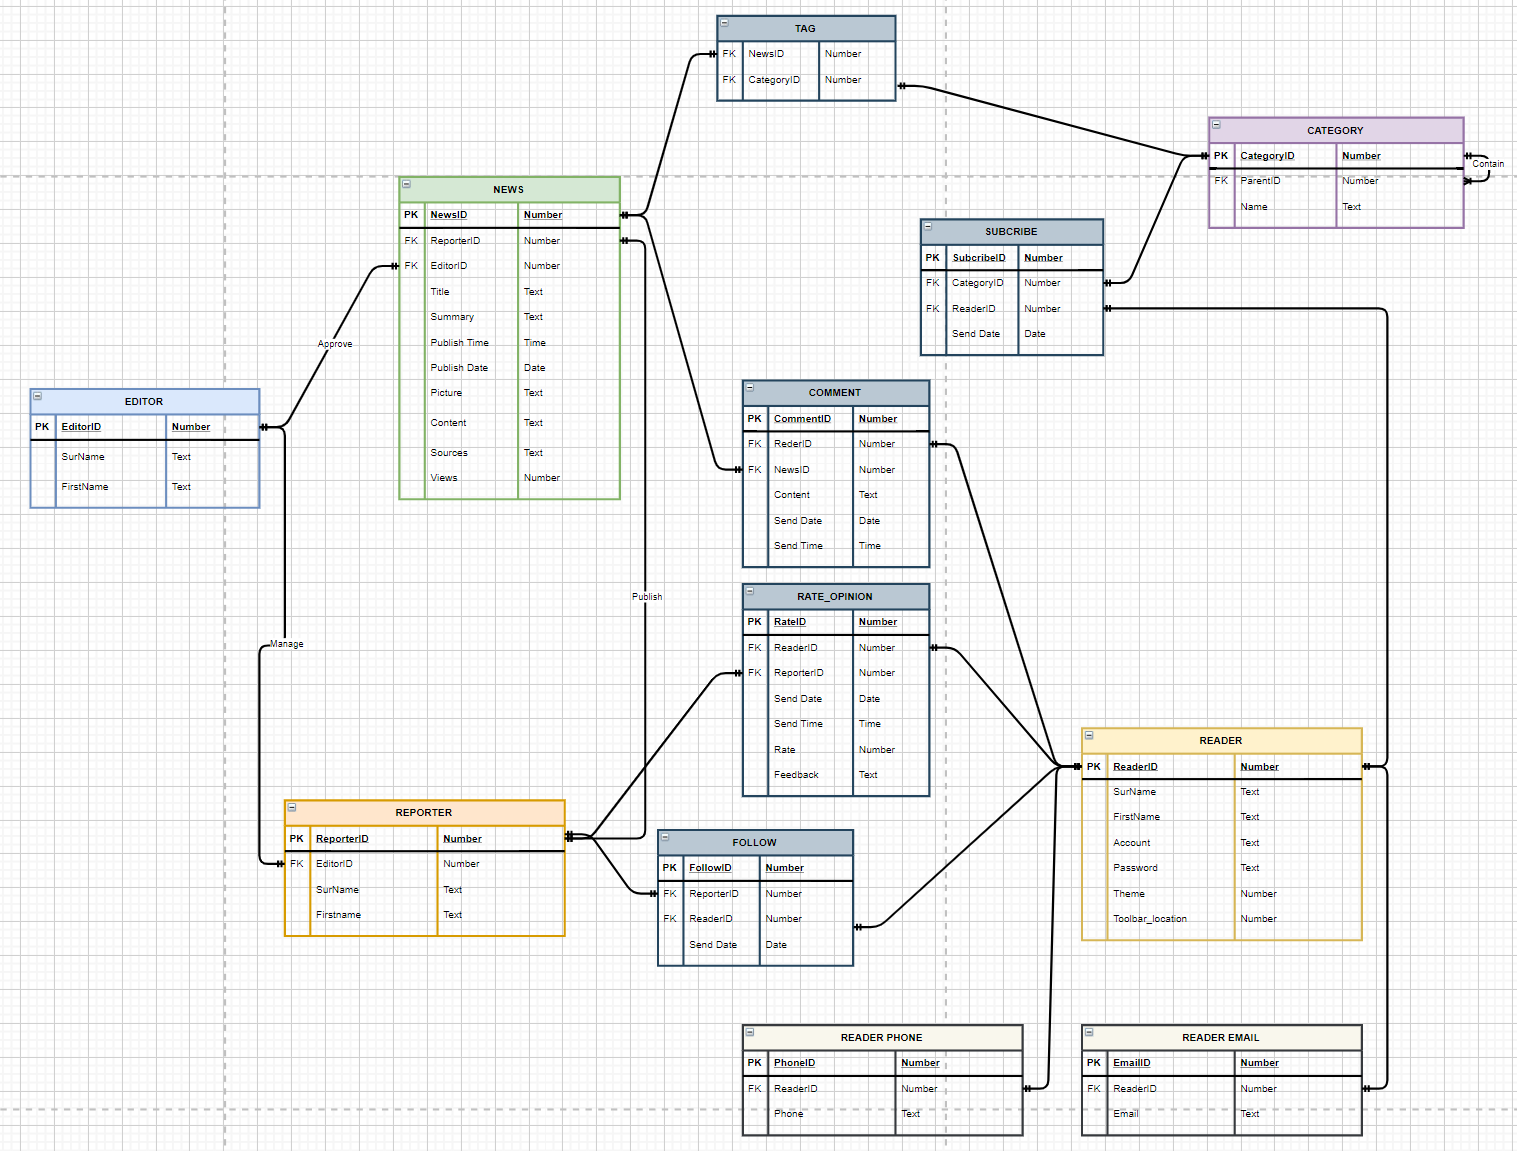 TAG
FK NewsID Number
FK CategoryID Number
CATEGORY
PK CategoryID Number
FK ParentID Number
Name Text
Contain
NEWS
PK NewsID Number
FK ReporterID Number
FK EditorID Number
Title Text
Summary Text
Publish Time Time
Publish Date Date
Picture Text
Content Text
Sources Text
Views Number
SUBCRIBE
PK SubcribeID Number
FK CategoryID Number
FK ReaderID Number
Send Date Date
Approve
EDITOR
PK EditorID Number
SurName Text
FirstName Text
COMMENT
PK CommentID Number
FK RederID Number
FK NewsID Number
Content Text
Send Date Date
Send Time Time
Publish
RATE_OPINION
PK RateID Number
FK ReaderID Number
FK ReporterID Number
Send Date Date
Send Time Time
Rate Number
Feedback Text
Manage
READER
PK ReaderID Number
SurName Text
FirstName Text
Account Text
Password Text
Theme Number
Toolbar_location Number
REPORTER
PK ReporterID Number
FK EditorID Number
SurName Text
Firstname Text
FOLLOW
PK FollowID Number
FK ReporterID Number
FK ReaderID Number
Send Date Date
READER PHONE
PK PhoneID Number
FK ReaderID Number
Phone Text
READER EMAIL
PK EmailID Number
FK ReaderID Number
Email Text